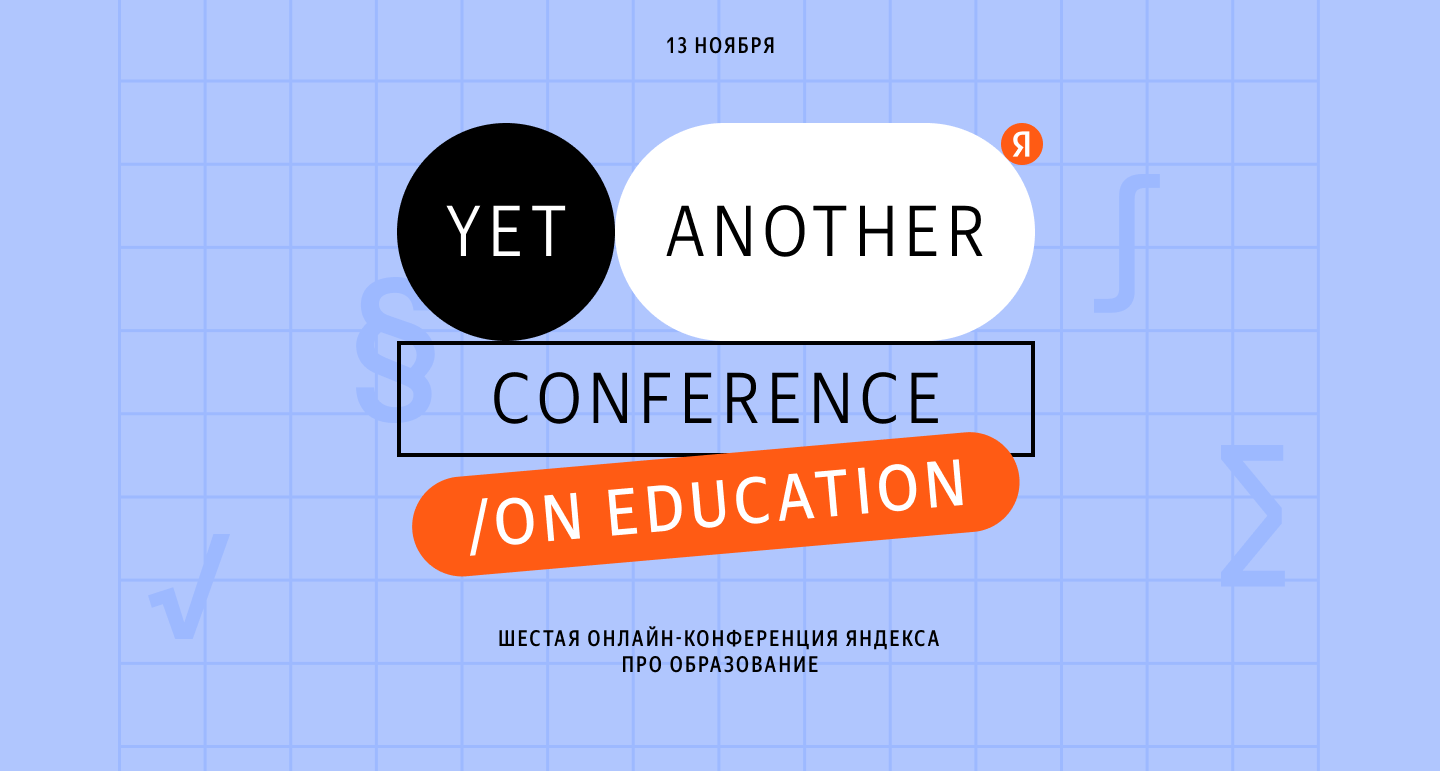 13 НОЯБРЯ
Я
YET ANOTHER
CONFERENCE
/ON EDUCATION
§
∫
∑
√
ШЕСТАЯ ОНЛАЙН-КОНФЕРЕНЦИЯ ЯНДЕКСА
ПРО ОБРАЗОВАНИЕ